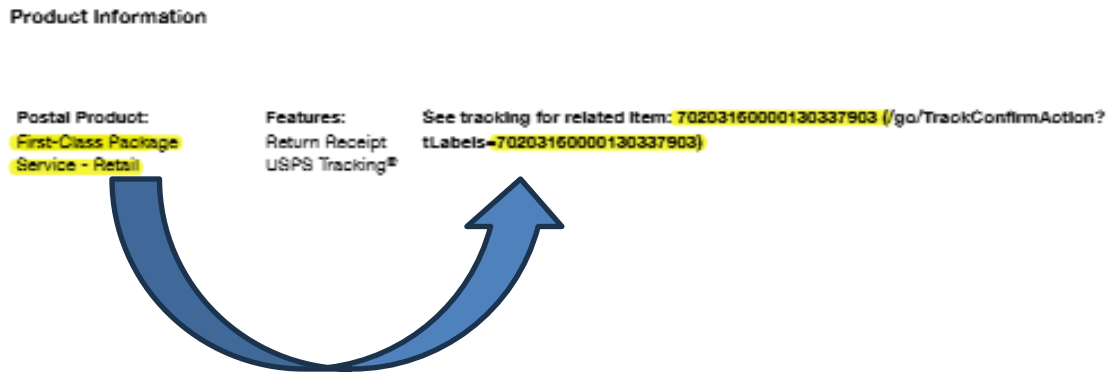 Product Information
Postal Product:
First-Class Package
Service - Retail
Features:
Return Receipt
USPS Tracking®
See tracking for related item: 70203160000130337903 (/go/TrackConfirmAction?
tLabels=70203160000130337903)